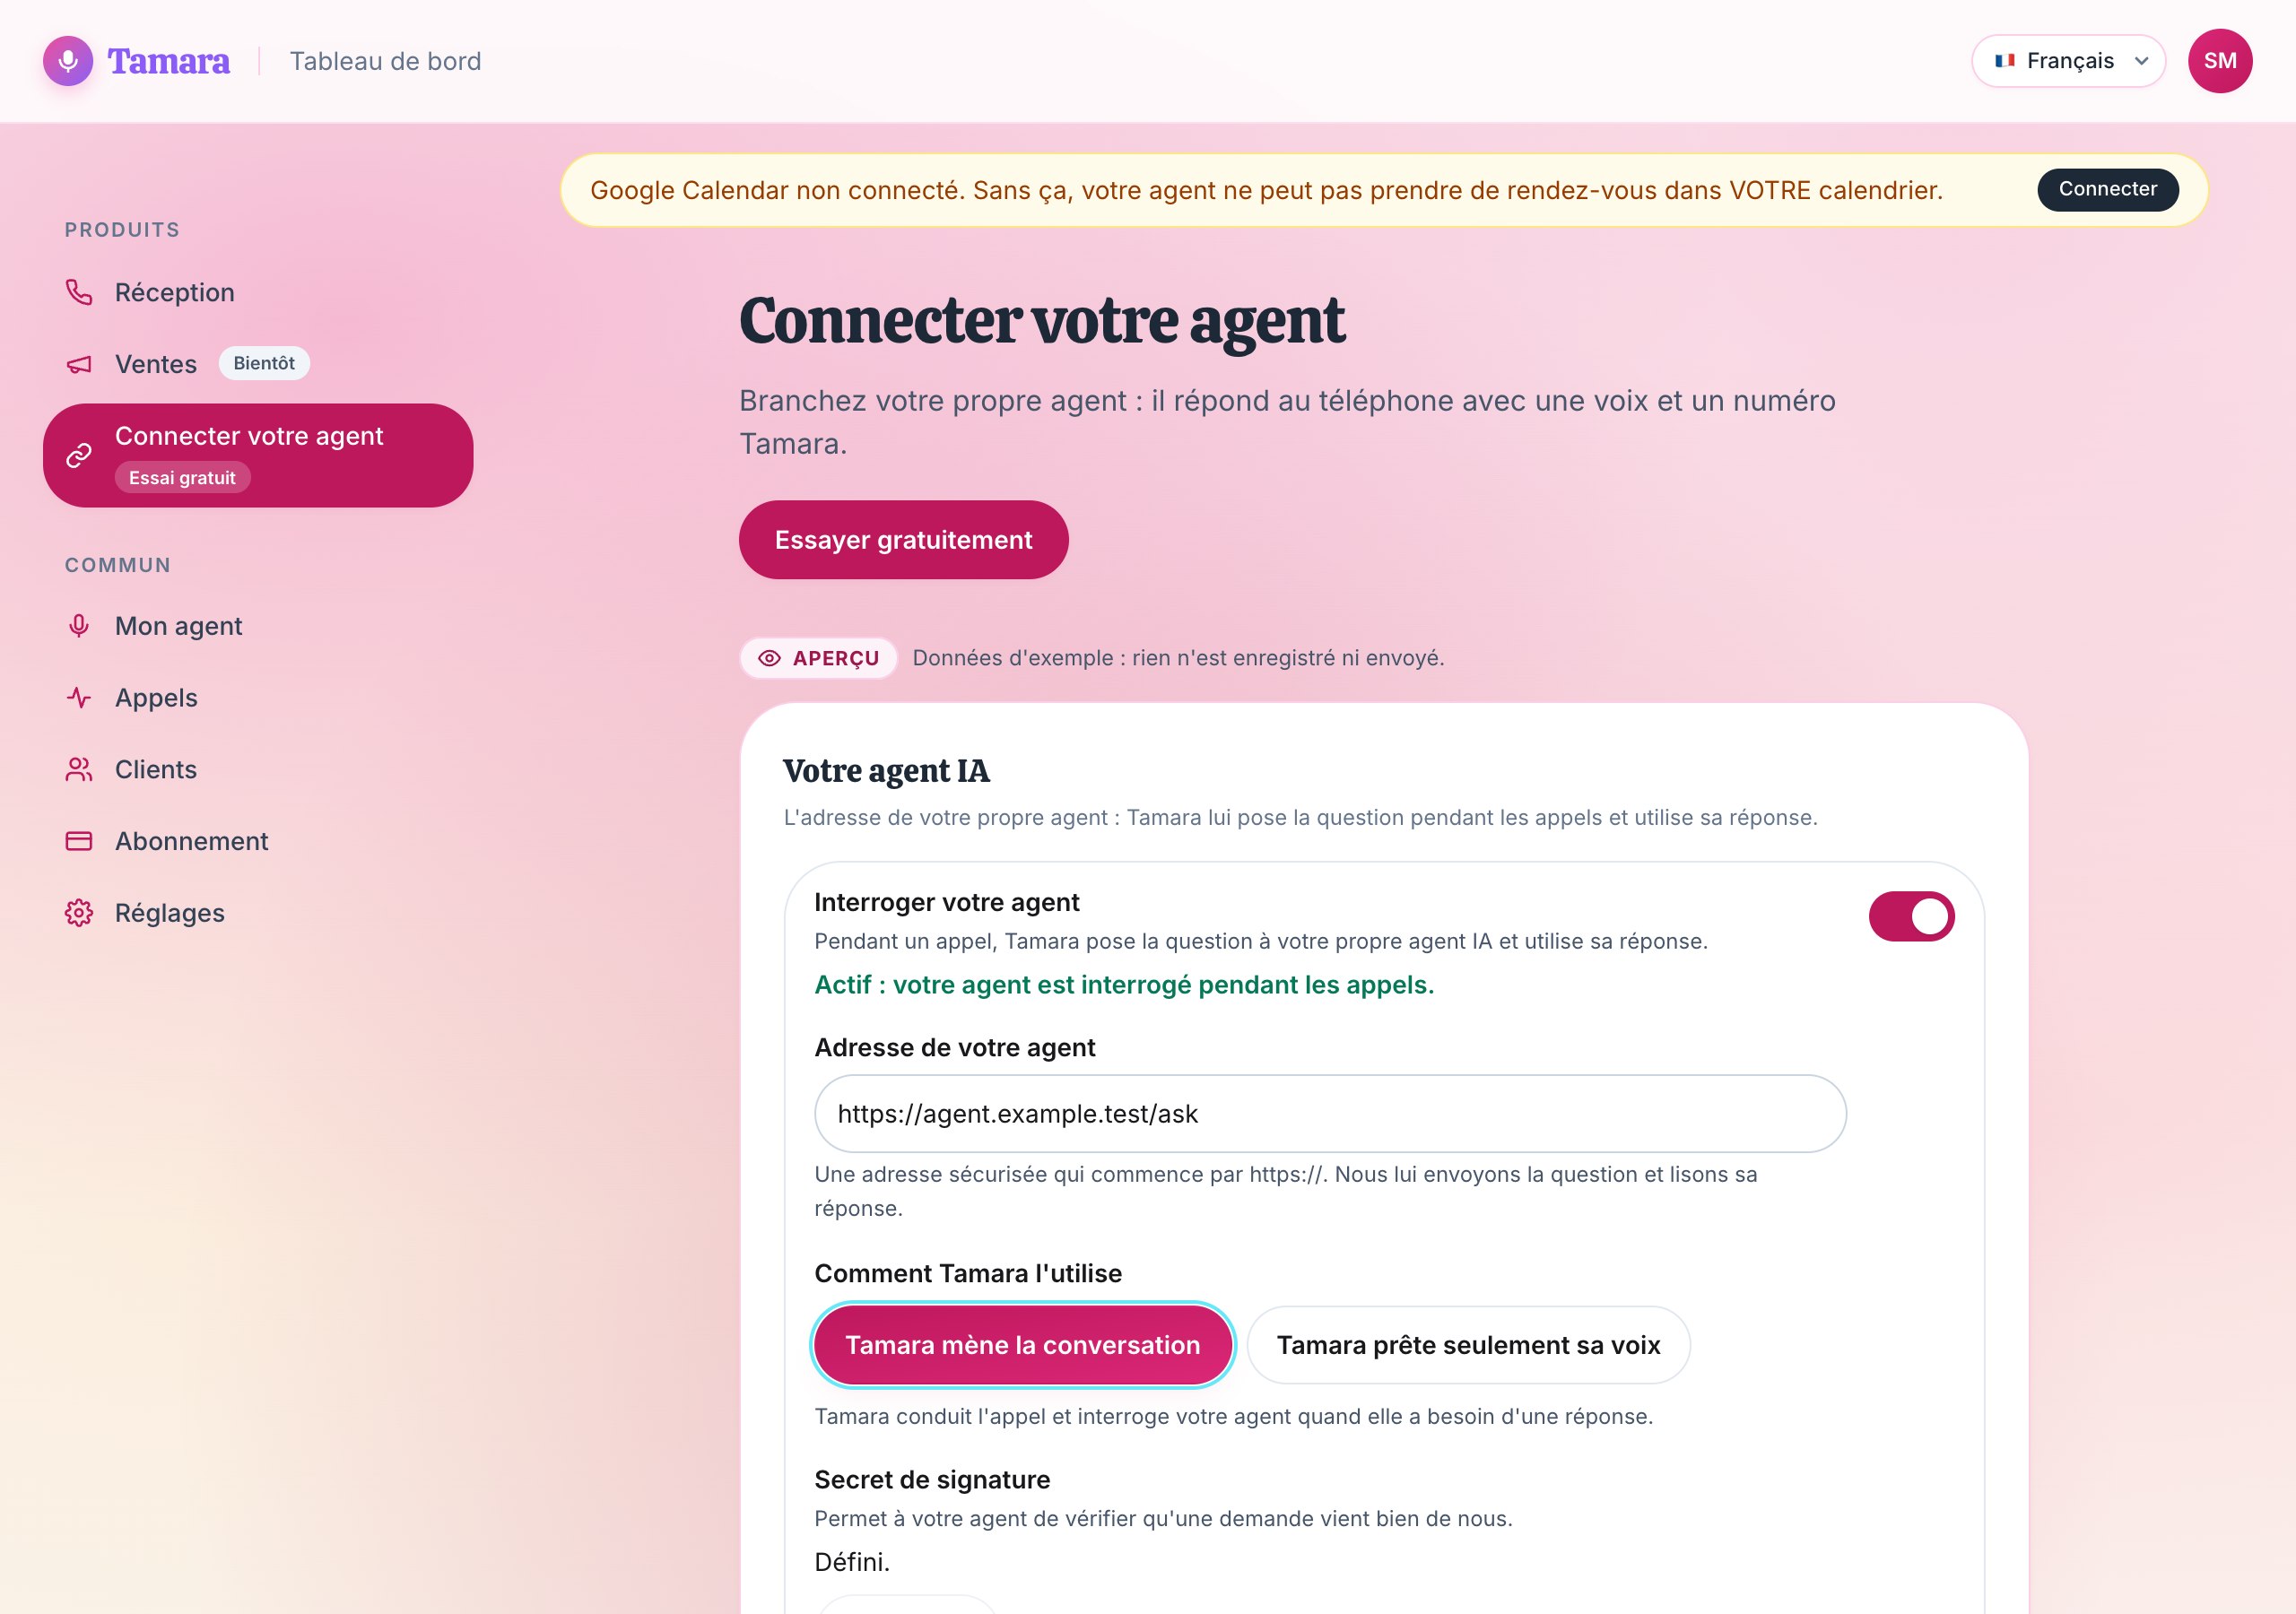 Tamara
Tableau de bord
Français
SM
Google Calendar non connecté. Sans ça, votre agent ne peut pas prendre de rendez-vous dans VOTRE calendrier.
Connecter
PRODUITS
Réception
Ventes
Bientôt
Connecter votre agent
Essai gratuit
COMMUN
Mon agent
Appels
Clients
Abonnement
Réglages
Connecter votre agent
Branchez votre propre agent : il répond au téléphone avec une voix et un numéro
Tamara.
Essayer gratuitement
APERÇU
Données d'exemple : rien n'est enregistré ni envoyé.
Votre agent IA
L'adresse de votre propre agent : Tamara lui pose la question pendant les appels et utilise sa réponse.
Interroger votre agent
Pendant un appel, Tamara pose la question à votre propre agent IA et utilise sa réponse.
Actif : votre agent est interrogé pendant les appels.
Adresse de votre agent
https://agent.example.test/ask
Une adresse sécurisée qui commence par https://. Nous lui envoyons la question et lisons sa
réponse.
Comment Tamara l'utilise
Tamara mène la conversation
Tamara prête seulement sa voix
Tamara conduit l'appel et interroge votre agent quand elle a besoin d'une réponse.
Secret de signature
Permet à votre agent de vérifier qu'une demande vient bien de nous.
Défini.